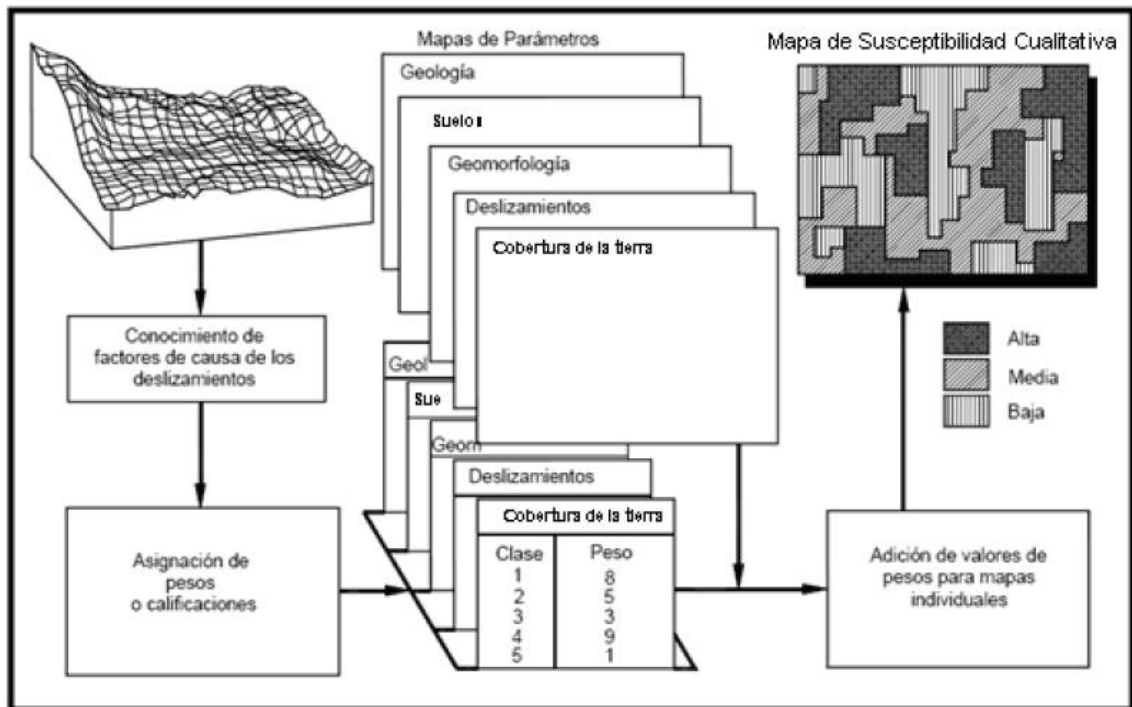 Mapas de Parámetros
Geología
Suelos
Geomorfología
Deslizamientos
Cobertura de la tierra
Mapa de Susceptibilidad Cualitativa
Alta
Media
Baja
Conocimiento de
factores de causa de los
deslizamientos
Asignación de
pesos
o calificaciones
Geol
Sue
Geom
Deslizamientos
Cobertura de la tierra
Clase Peso
1 8
2 5
3 3
4 9
5 1
Adición de valores de
pesos para mapas
individuales